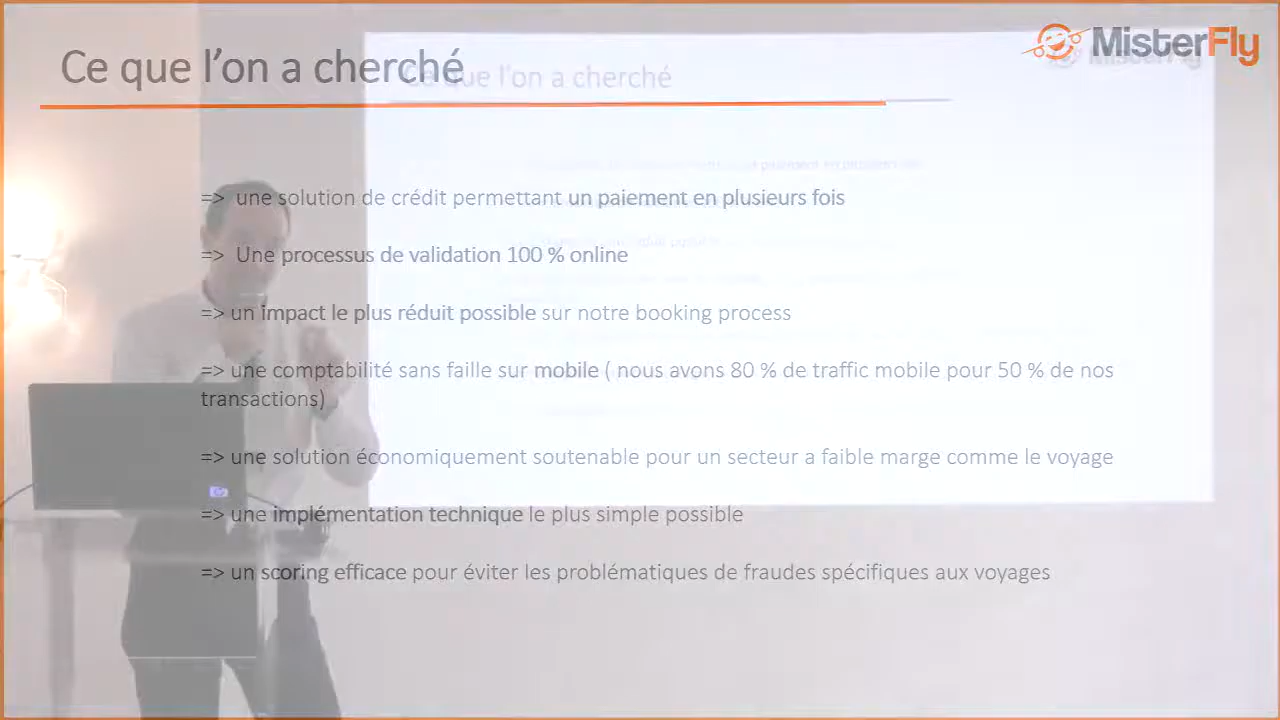 Ce que l'on a cherché
MisterFly
=> une solution de crédit permettant un paiement en plusieurs fois
=> Une processus de validation 100 % online
=> un impact le plus réduit possible sur notre booking process
=> une comptabilité sans faille sur mobile ( nous avons 80 % de traffic mobile pour 50 % de nos
transactions)
=> une solution économiquement soutenable pour un secteur a faible marge comme le voyage
=> une implémentation technique le plus simple possible
=> un scoring efficace pour éviter les problématiques de fraudes spécifiques aux voyages